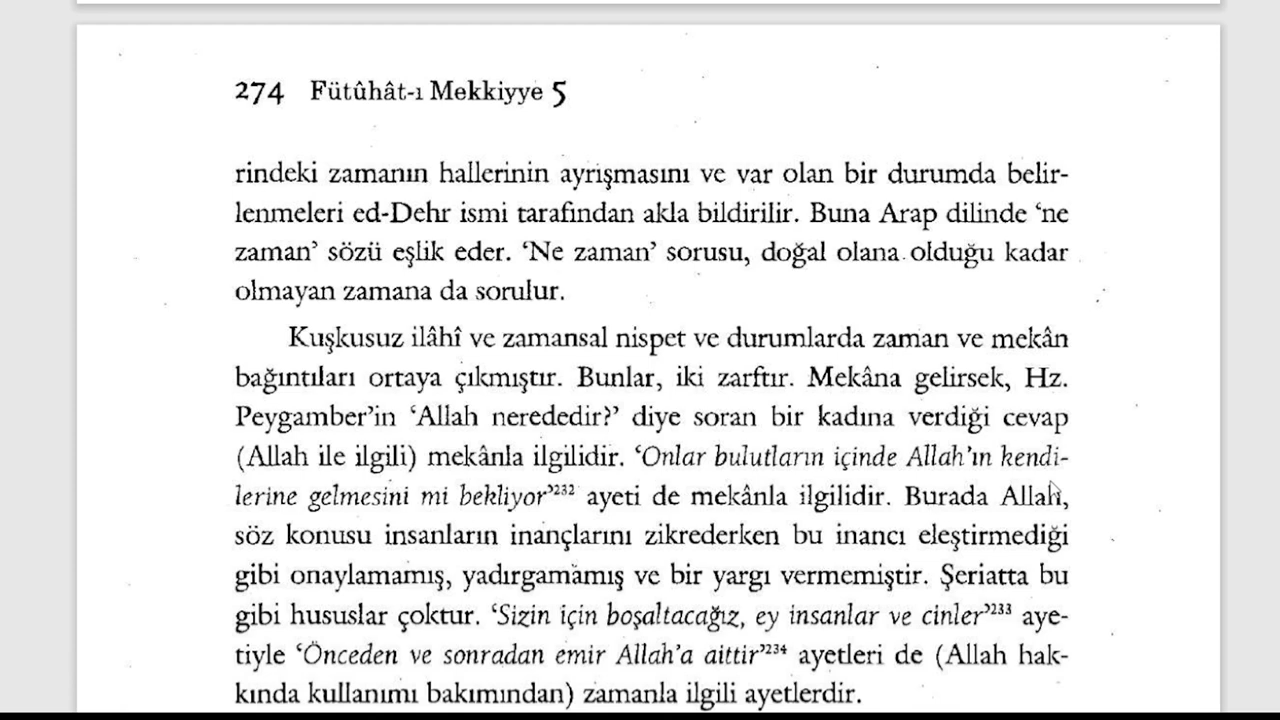 274 Fütûhât-ı Mekkiyye 5
rindeki zamanın hallerinin ayrışmasını ve var olan bir durumda belir-
lenmeleri ed-Dehr ismi tarafından akla bildirilir. Buna Arap dilinde ‘ne
zaman’ sözü eşlik eder. ‘Ne zaman’ sorusu, doğal olana olduğu kadar
olmayan zamana da sorulur.
Kuşkusuz ilâhî ve zamansal nispet ve durumlarda zaman ve mekân
bağıntıları ortaya çıkmıştır. Bunlar, iki zarftır. Mekâna gelirsek, Hz.
Peygamber’in ‘Allah nerededir?’ diye soran bir kadına verdiği cevap
(Allah ile ilgili) mekânla ilgilidir. ‘Onlar bulutların içinde Allah’ın kendi-
lerine gelmesini mi bekliyor’²³² ayeti de mekânla ilgilidir. Burada Allah,
söz konusu insanların inançlarını zikrederken bu inancı eleştirmediği
gibi onaylamamış, yadırgamamış ve bir yargı vermemiştir. Şeriatta bu
gibi hususlar çoktur. ‘Sizin için boşaltacağız, ey insanlar ve cinler’²³³ aye-
tiyle ‘Önceden ve sonradan emir Allah’a aittir’²³⁴ ayetleri de (Allah hak-
kında kullanımı bakımından) zamanla ilgili ayetlerdir.